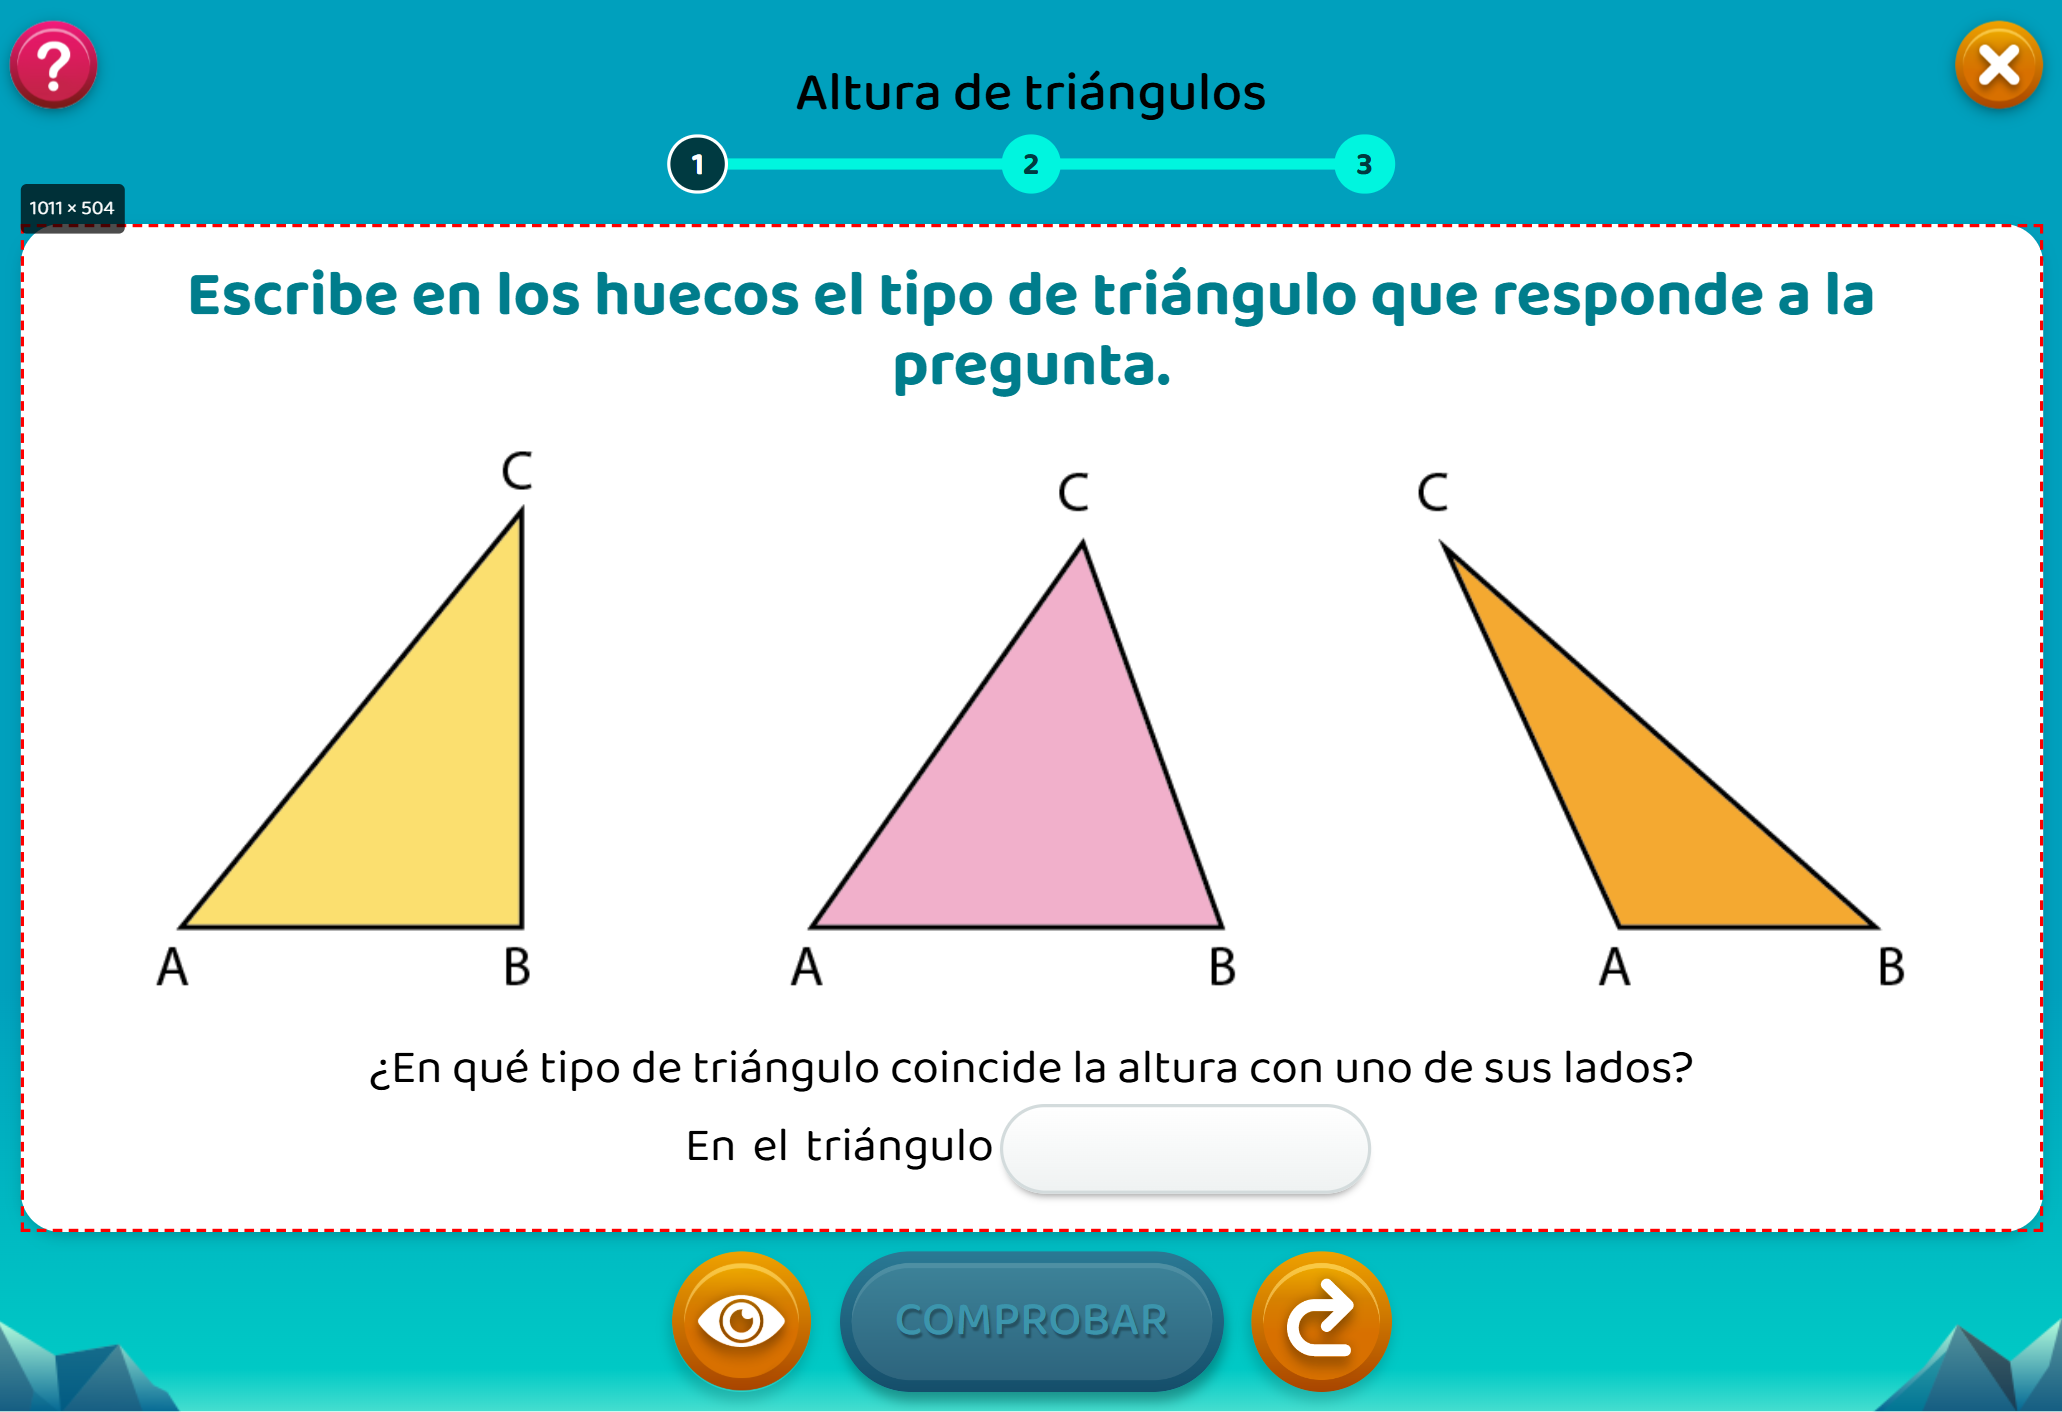 ?
Altura de triángulos
1 2 3
1011 × 504
Escribe en los huecos el tipo de triángulo que responde a la
pregunta.
C C C
A B A B A B
¿En qué tipo de triángulo coincide la altura con uno de sus lados?
En el triángulo
COMPROBAR